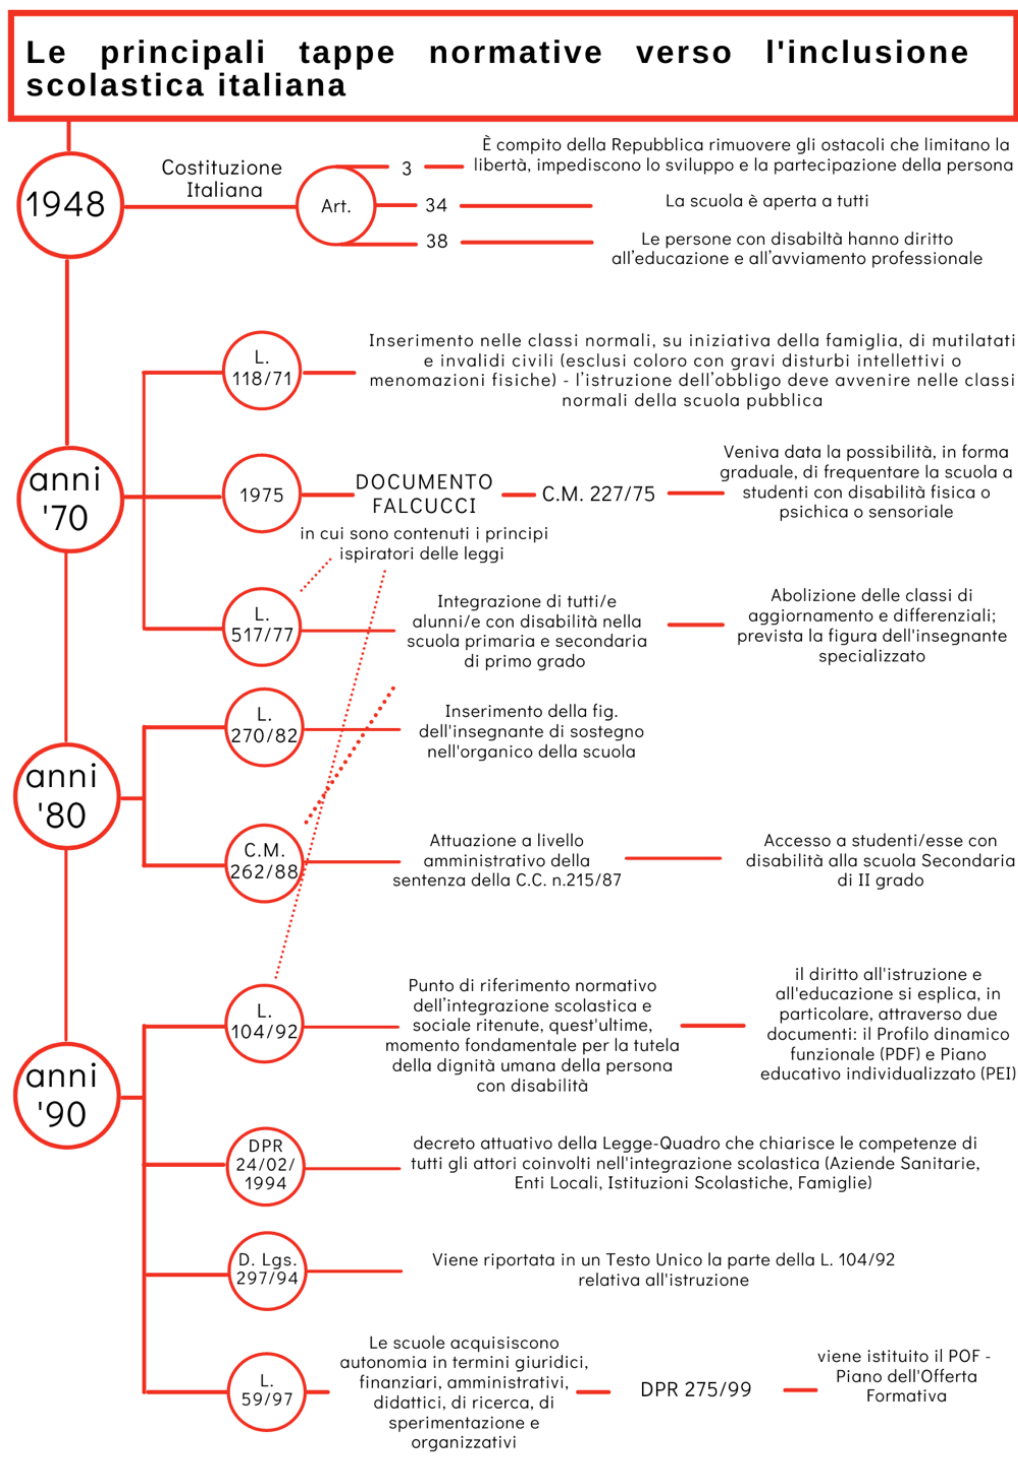 Le principali tappe normative verso l'inclusione
scolastica italiana
1948
Costituzione
Italiana
Art.
3
È compito della Repubblica rimuovere gli ostacoli che limitano la
libertà, impediscono lo sviluppo e la partecipazione della persona
34
La scuola è aperta a tutti
38
Le persone con disabiltà hanno diritto
all'educazione e all'avviamento professionale
anni
'70
L.
118/71
Inserimento nelle classi normali, su iniziativa della famiglia, di mutilatati
e invalidi civili (esclusi coloro con gravi disturbi intellettivi o
menomazioni fisiche) - l'istruzione dell'obbligo deve avvenire nelle classi
normali della scuola pubblica
1975
DOCUMENTO
FALCUCCI
in cui sono contenuti i principi
ispiratori delle leggi
C.M. 227/75
Veniva data la possibilità, in forma
graduale, di frequentare la scuola a
studenti con disabilità fisica o
psichica o sensoriale
L.
517/77
Integrazione di tutti/e
alunni/e con disabilità nella
scuola primaria e secondaria
di primo grado
Abolizione delle classi di
aggiornamento e differenziali;
prevista la figura dell'insegnante
specializzato
anni
'80
L.
270/82
Inserimento della fig.
dell'insegnante di sostegno
nell'organico della scuola
C.M.
262/88
Attuazione a livello
amministrativo della
sentenza della C.C. n.215/87
Accesso a studenti/esse con
disabilità alla scuola Secondaria
di II grado
anni
'90
L.
104/92
Punto di riferimento normativo
dell'integrazione scolastica e
sociale ritenute, quest'ultime,
momento fondamentale per la tutela
della dignità umana della persona
con disabilità
il diritto all'istruzione e
all'educazione si esplica, in
particolare, attraverso due
documenti: il Profilo dinamico
funzionale (PDF) e Piano
educativo individualizzato (PEI)
DPR
24/02/
1994
decreto attuativo della Legge-Quadro che chiarisce le competenze di
tutti gli attori coinvolti nell'integrazione scolastica (Aziende Sanitarie,
Enti Locali, Istituzioni Scolastiche, Famiglie)
D. Lgs.
297/94
Viene riportata in un Testo Unico la parte della L. 104/92
relativa all'istruzione
L.
59/97
Le scuole acquisiscono
autonomia in termini giuridici,
finanziari, amministrativi,
didattici, di ricerca, di
sperimentazione e
organizzativi
DPR 275/99
viene istituito il POF -
Piano dell'Offerta
Formativa